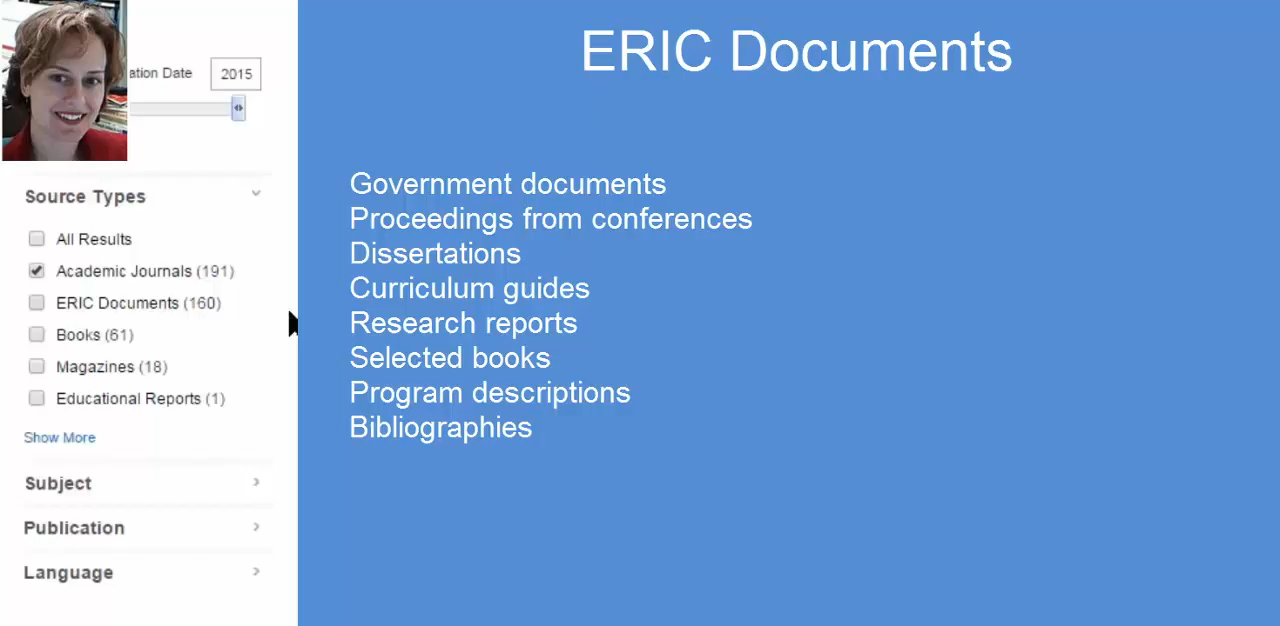 ation Date 2015
Source Types
All Results
Academic Journals (191)
ERIC Documents (160)
Books (61)
Magazines (18)
Educational Reports (1)
Show More
Subject
Publication
Language
ERIC Documents
Government documents
Proceedings from conferences
Dissertations
Curriculum guides
Research reports
Selected books
Program descriptions
Bibliographies